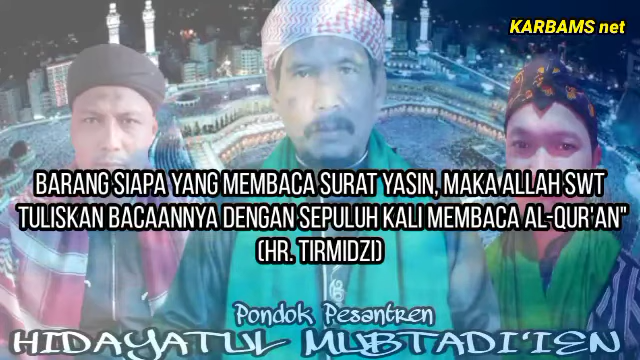 KARBAMS net
BARANG SIAPA YANG MEMBACA SURAT YASIN, MAKA ALLAH SWT
TULISKAN BACAANNYA DENGAN SEPULUH KALI MEMBACA AL-QUR'AN"
(HR. TIRMIDZI)
Pondok Pesantren
HIDAYATUL MUBTADI'IEN